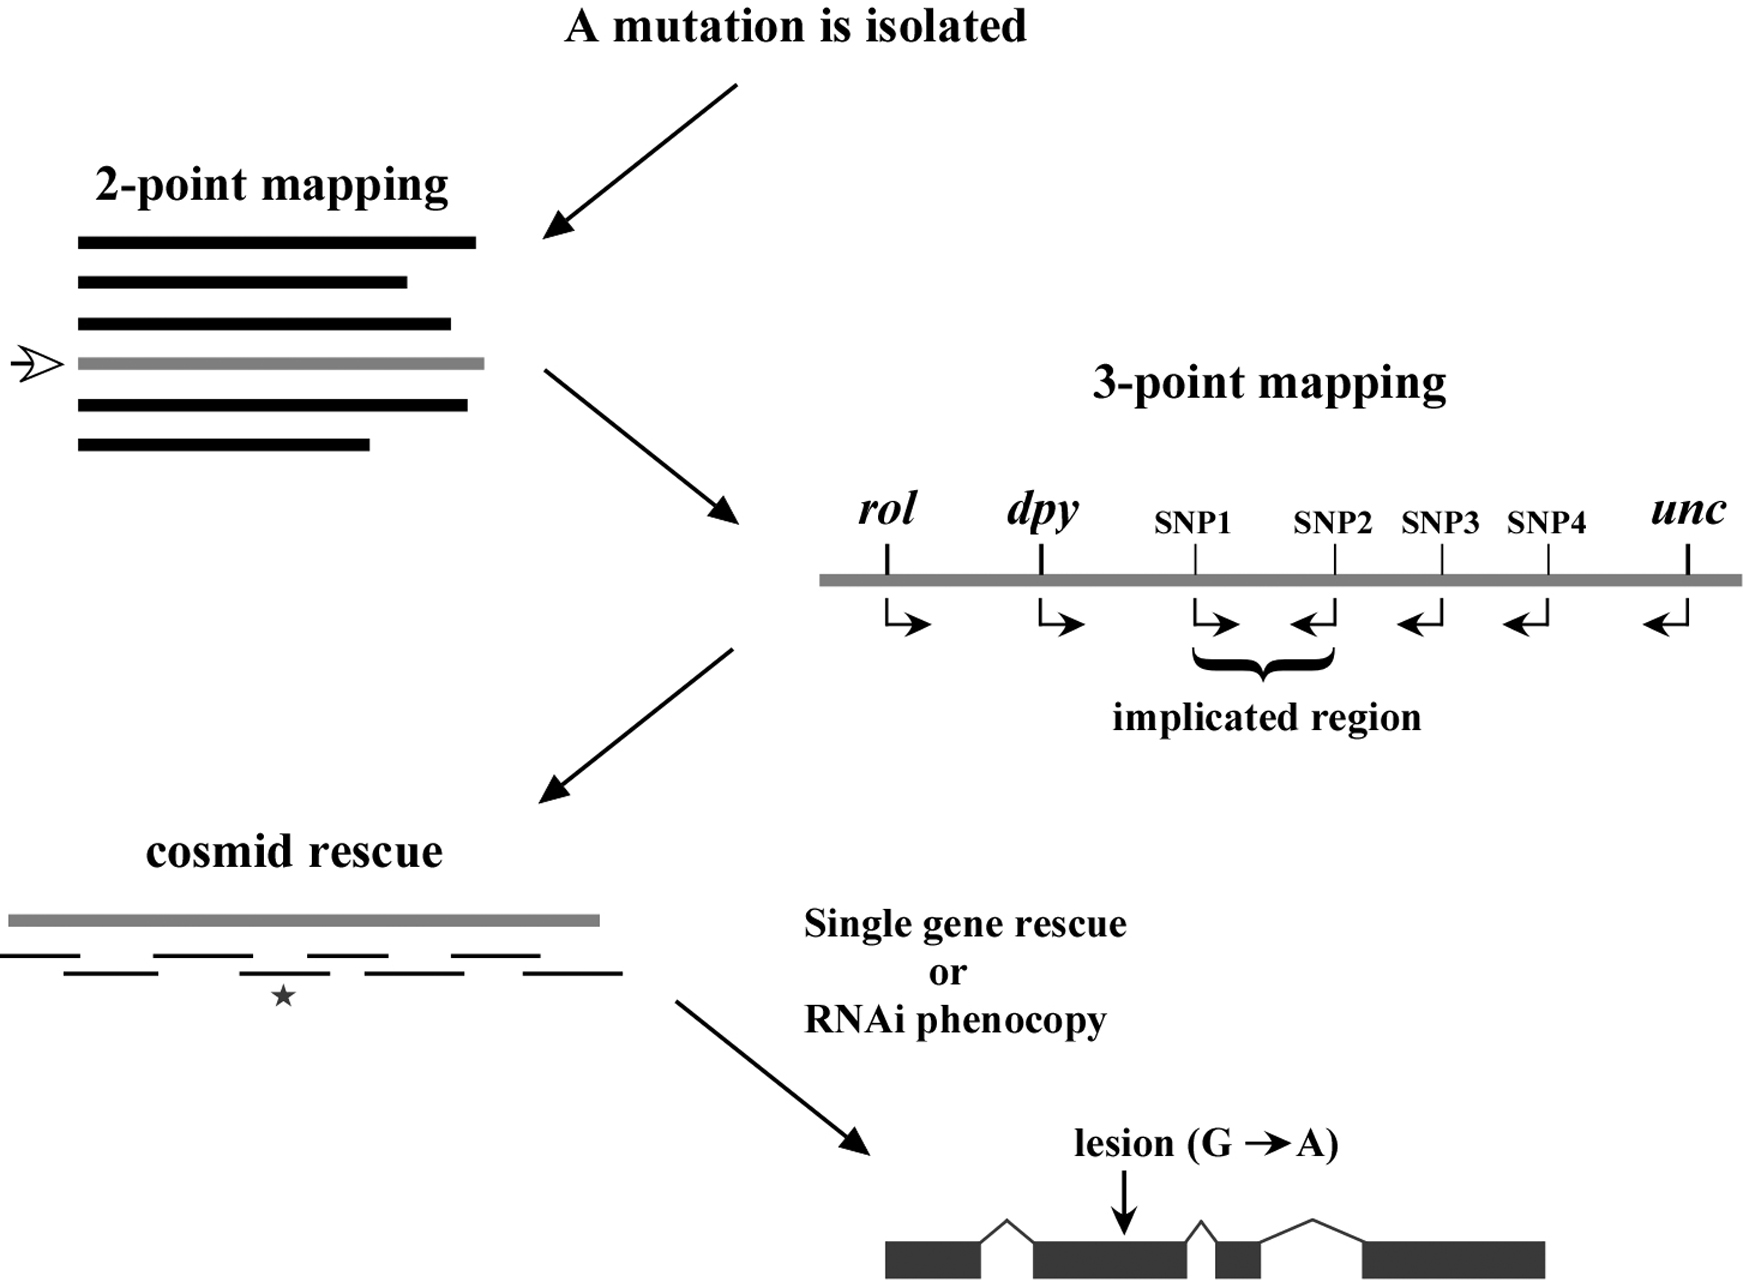 A mutation is isolated
2-point mapping
3-point mapping
rol dpy SNP1 SNP2 SNP3 SNP4 unc
implicated region
cosmid rescue
Single gene rescue
or
RNAi phenocopy
lesion (G → A)